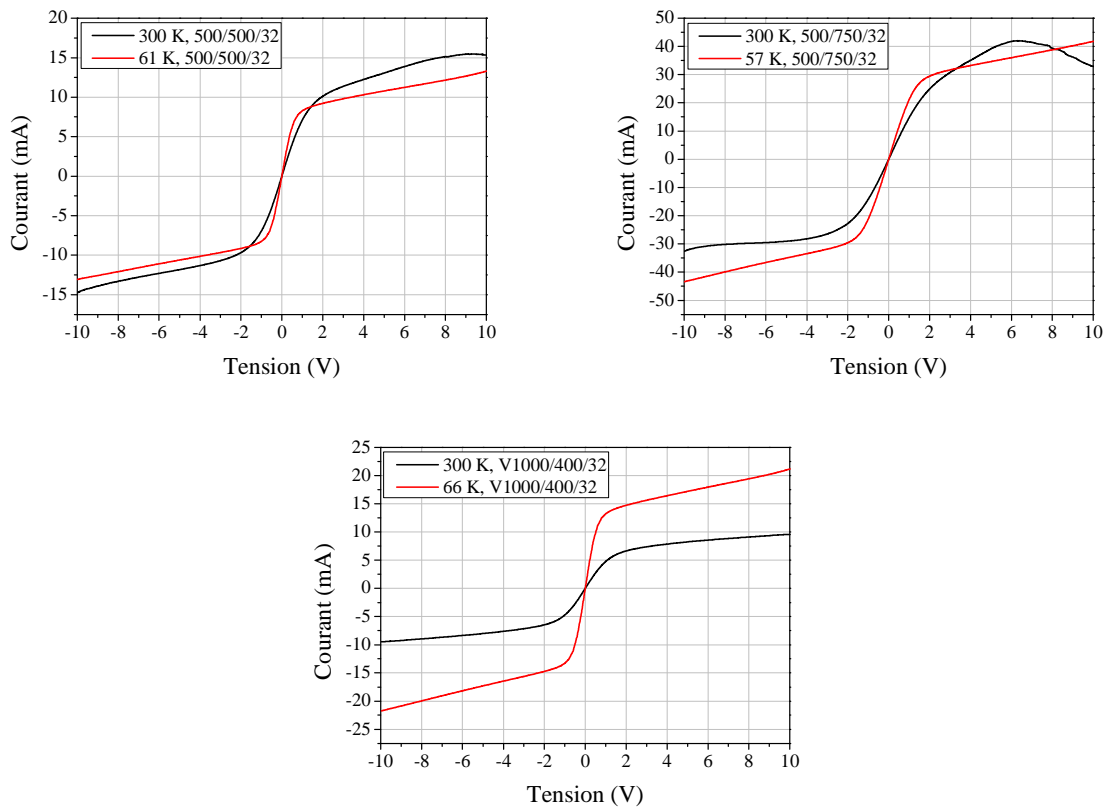 300 K, 500/500/32
61 K, 500/500/32
Courant (mA)
20
15
10
5
0
-5
-10
-15
-10 -8 -6 -4 -2 0 2 4 6 8 10
Tension (V)
300 K, 500/750/32
57 K, 500/750/32
Courant (mA)
50
40
30
20
10
0
-10
-20
-30
-40
-50
-10 -8 -6 -4 -2 0 2 4 6 8 10
Tension (V)
300 K, V1000/400/32
66 K, V1000/400/32
Courant (mA)
25
20
15
10
5
0
-5
-10
-15
-20
-25
-10 -8 -6 -4 -2 0 2 4 6 8 10
Tension (V)